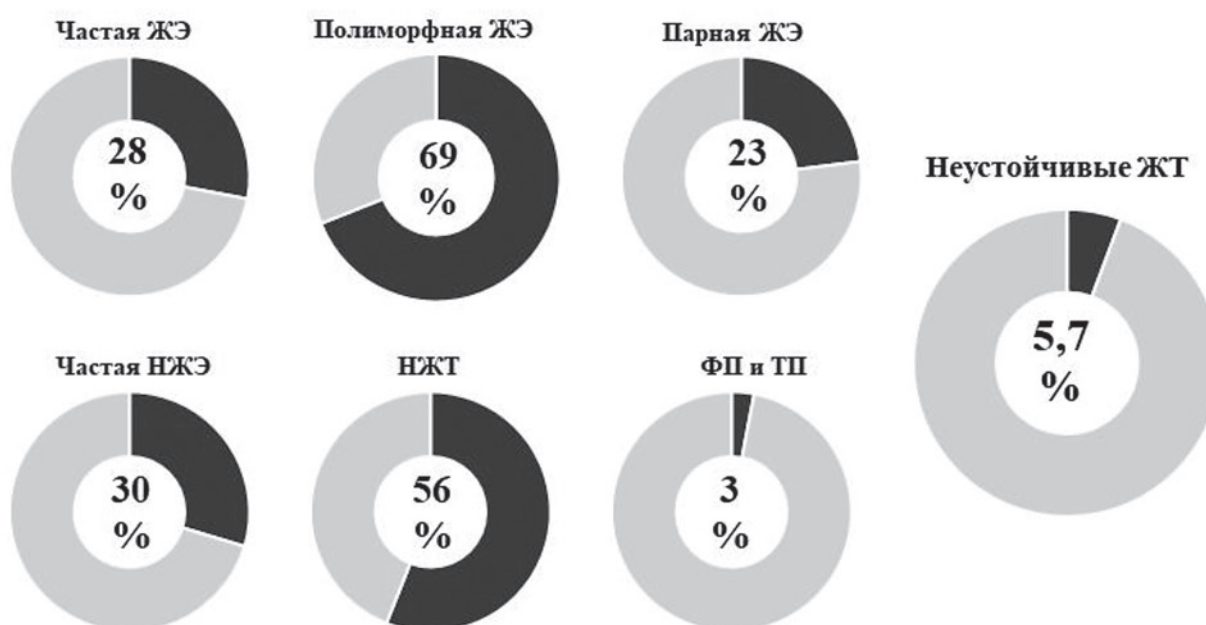 Частая ЖЭ
28
%
Полиморфная ЖЭ
69
%
Парная ЖЭ
23
%
Неустойчивые ЖТ
5,7
%
Частая НЖЭ
30
%
НЖТ
56
%
ФП и ТП
3
%